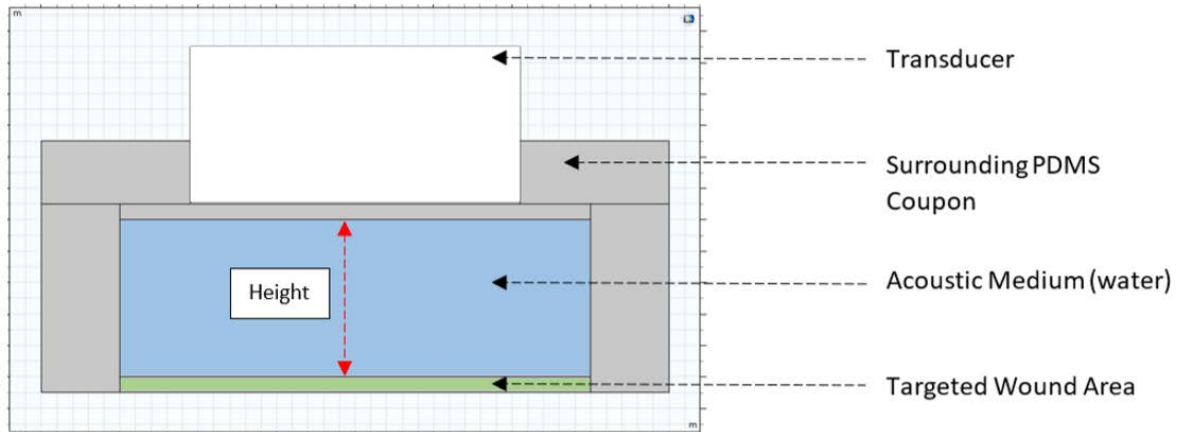 m
Transducer
Surrounding PDMS
Coupon
Acoustic Medium (water)
Height
Targeted Wound Area
m